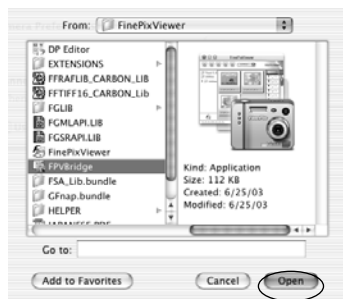 From: FinePixViewer
DP Editor
EXTENSIONS
FFRAFLIB_CARBON_LIB
FFTIFF16_CARBON_Lib
FGLIB
FGMLAPI.LIB
FGSRAPI.LIB
FinePixViewer
FPVBridge
FSA_Lib.bundle
GFnap.bundle
HELPER
Kind: Application
Size: 112 KB
Created: 6/25/03
Modified: 6/25/03
Go to:
Add to Favorites
Cancel
Open